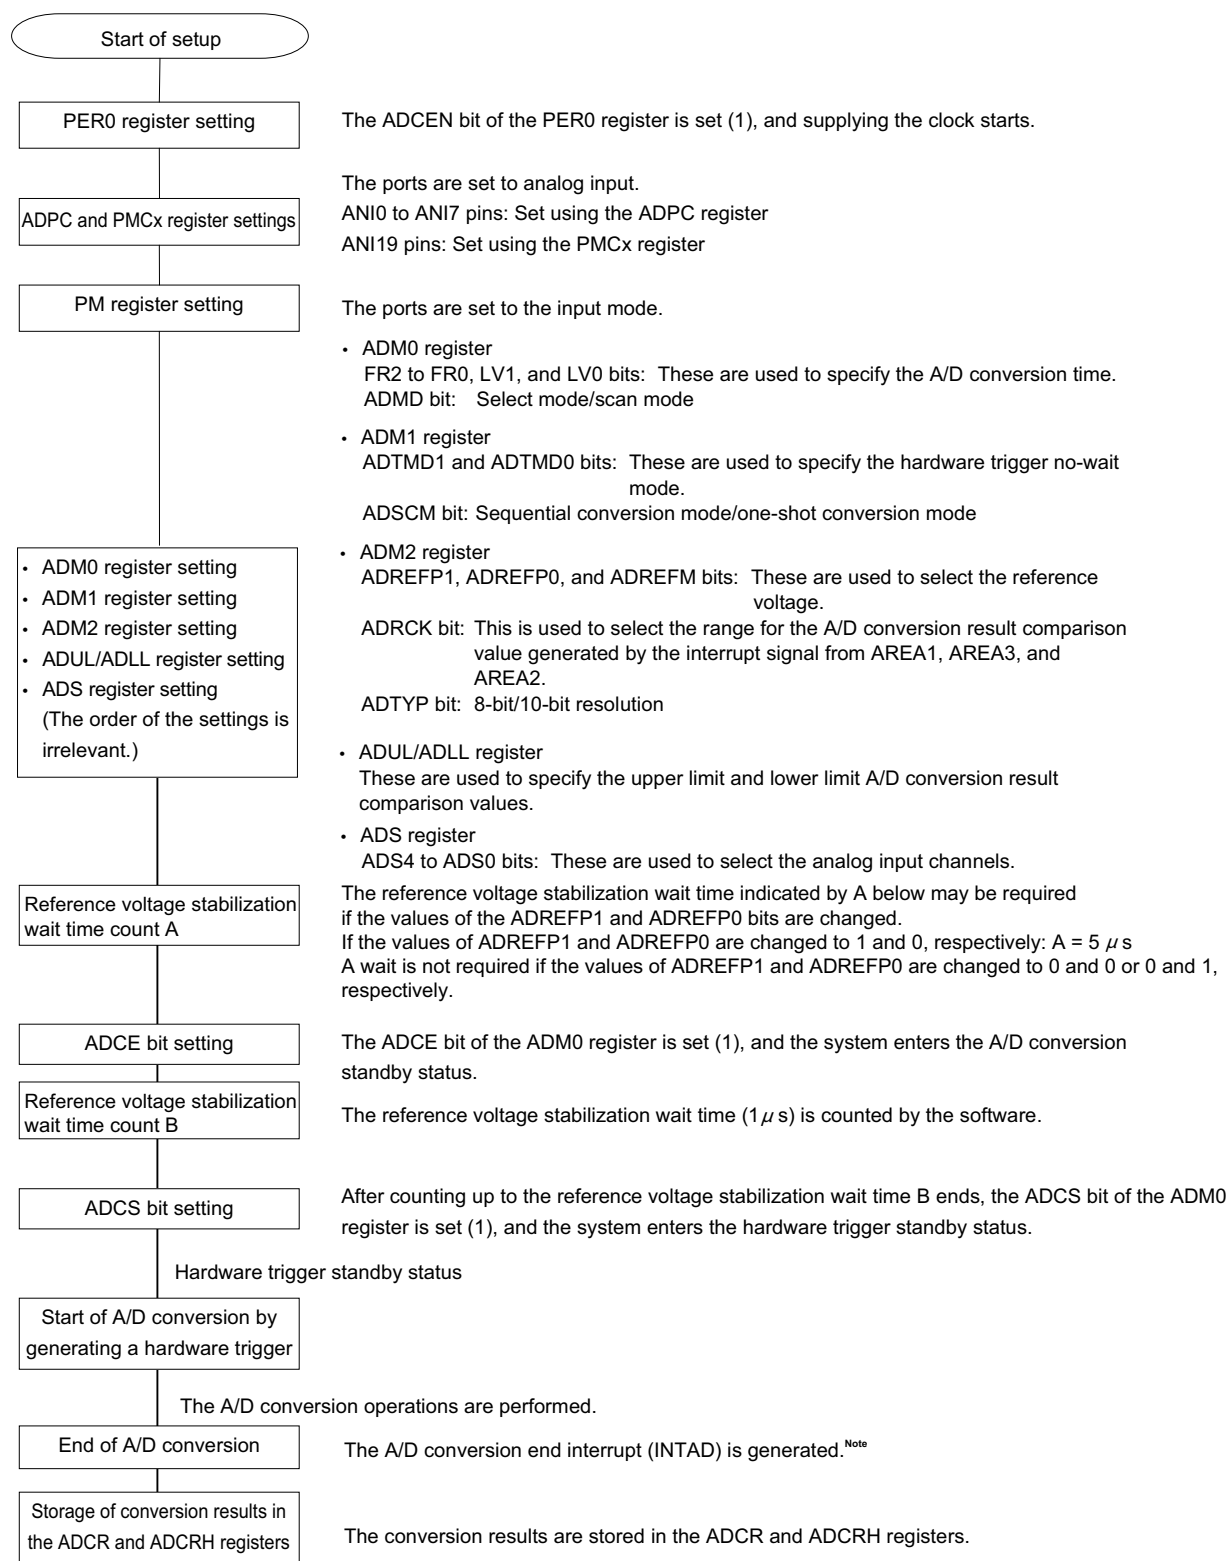 Start of setup
PER0 register setting
The ADCEN bit of the PER0 register is set (1), and supplying the clock starts.
The ports are set to analog input.
ADPC and PMCx register settings
ANI0 to ANI7 pins: Set using the ADPC register
ANI19 pins: Set using the PMCx register
PM register setting
The ports are set to the input mode.
• ADM0 register
FR2 to FR0, LV1, and LV0 bits: These are used to specify the A/D conversion time.
ADMD bit: Select mode/scan mode
• ADM1 register
ADTMD1 and ADTMD0 bits: These are used to specify the hardware trigger no-wait
mode.
ADSCM bit: Sequential conversion mode/one-shot conversion mode
• ADM0 register setting
• ADM1 register setting
• ADM2 register setting
• ADUL/ADLL register setting
• ADS register setting
(The order of the settings is
irrelevant.)
• ADM2 register
ADREFP1, ADREFP0, and ADREFM bits: These are used to select the reference
voltage.
ADRCK bit: This is used to select the range for the A/D conversion result comparison
value generated by the interrupt signal from AREA1, AREA3, and
AREA2.
ADTYP bit: 8-bit/10-bit resolution
• ADUL/ADLL register
These are used to specify the upper limit and lower limit A/D conversion result
comparison values.
• ADS register
ADS4 to ADS0 bits: These are used to select the analog input channels.
Reference voltage stabilization
wait time count A
The reference voltage stabilization wait time indicated by A below may be required
if the values of the ADREFP1 and ADREFP0 bits are changed.
If the values of ADREFP1 and ADREFP0 are changed to 1 and 0, respectively: A = 5 μ s
A wait is not required if the values of ADREFP1 and ADREFP0 are changed to 0 and 0 or 0 and 1,
respectively.
ADCE bit setting
The ADCE bit of the ADM0 register is set (1), and the system enters the A/D conversion
standby status.
Reference voltage stabilization
wait time count B
The reference voltage stabilization wait time (1 μ s) is counted by the software.
ADCS bit setting
After counting up to the reference voltage stabilization wait time B ends, the ADCS bit of the ADM0
register is set (1), and the system enters the hardware trigger standby status.
Hardware trigger standby status
Start of A/D conversion by
generating a hardware trigger
The A/D conversion operations are performed.
End of A/D conversion
The A/D conversion end interrupt (INTAD) is generated.Note
Storage of conversion results in
the ADCR and ADCRH registers
The conversion results are stored in the ADCR and ADCRH registers.